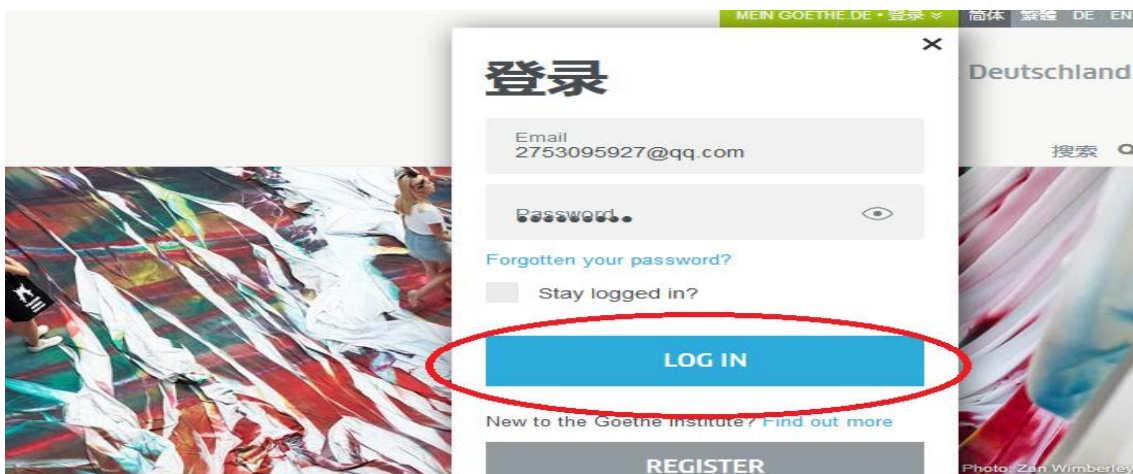 MEIN GOETHE.DE • 登录 简体 繁體 DE EN
登录
Deutschland
Email
2753095927@qq.com
搜索
Password
Forgotten your password?
Stay logged in?
LOG IN
New to the Goethe Institute? Find out more
REGISTER
Photo: Zan Wimberley